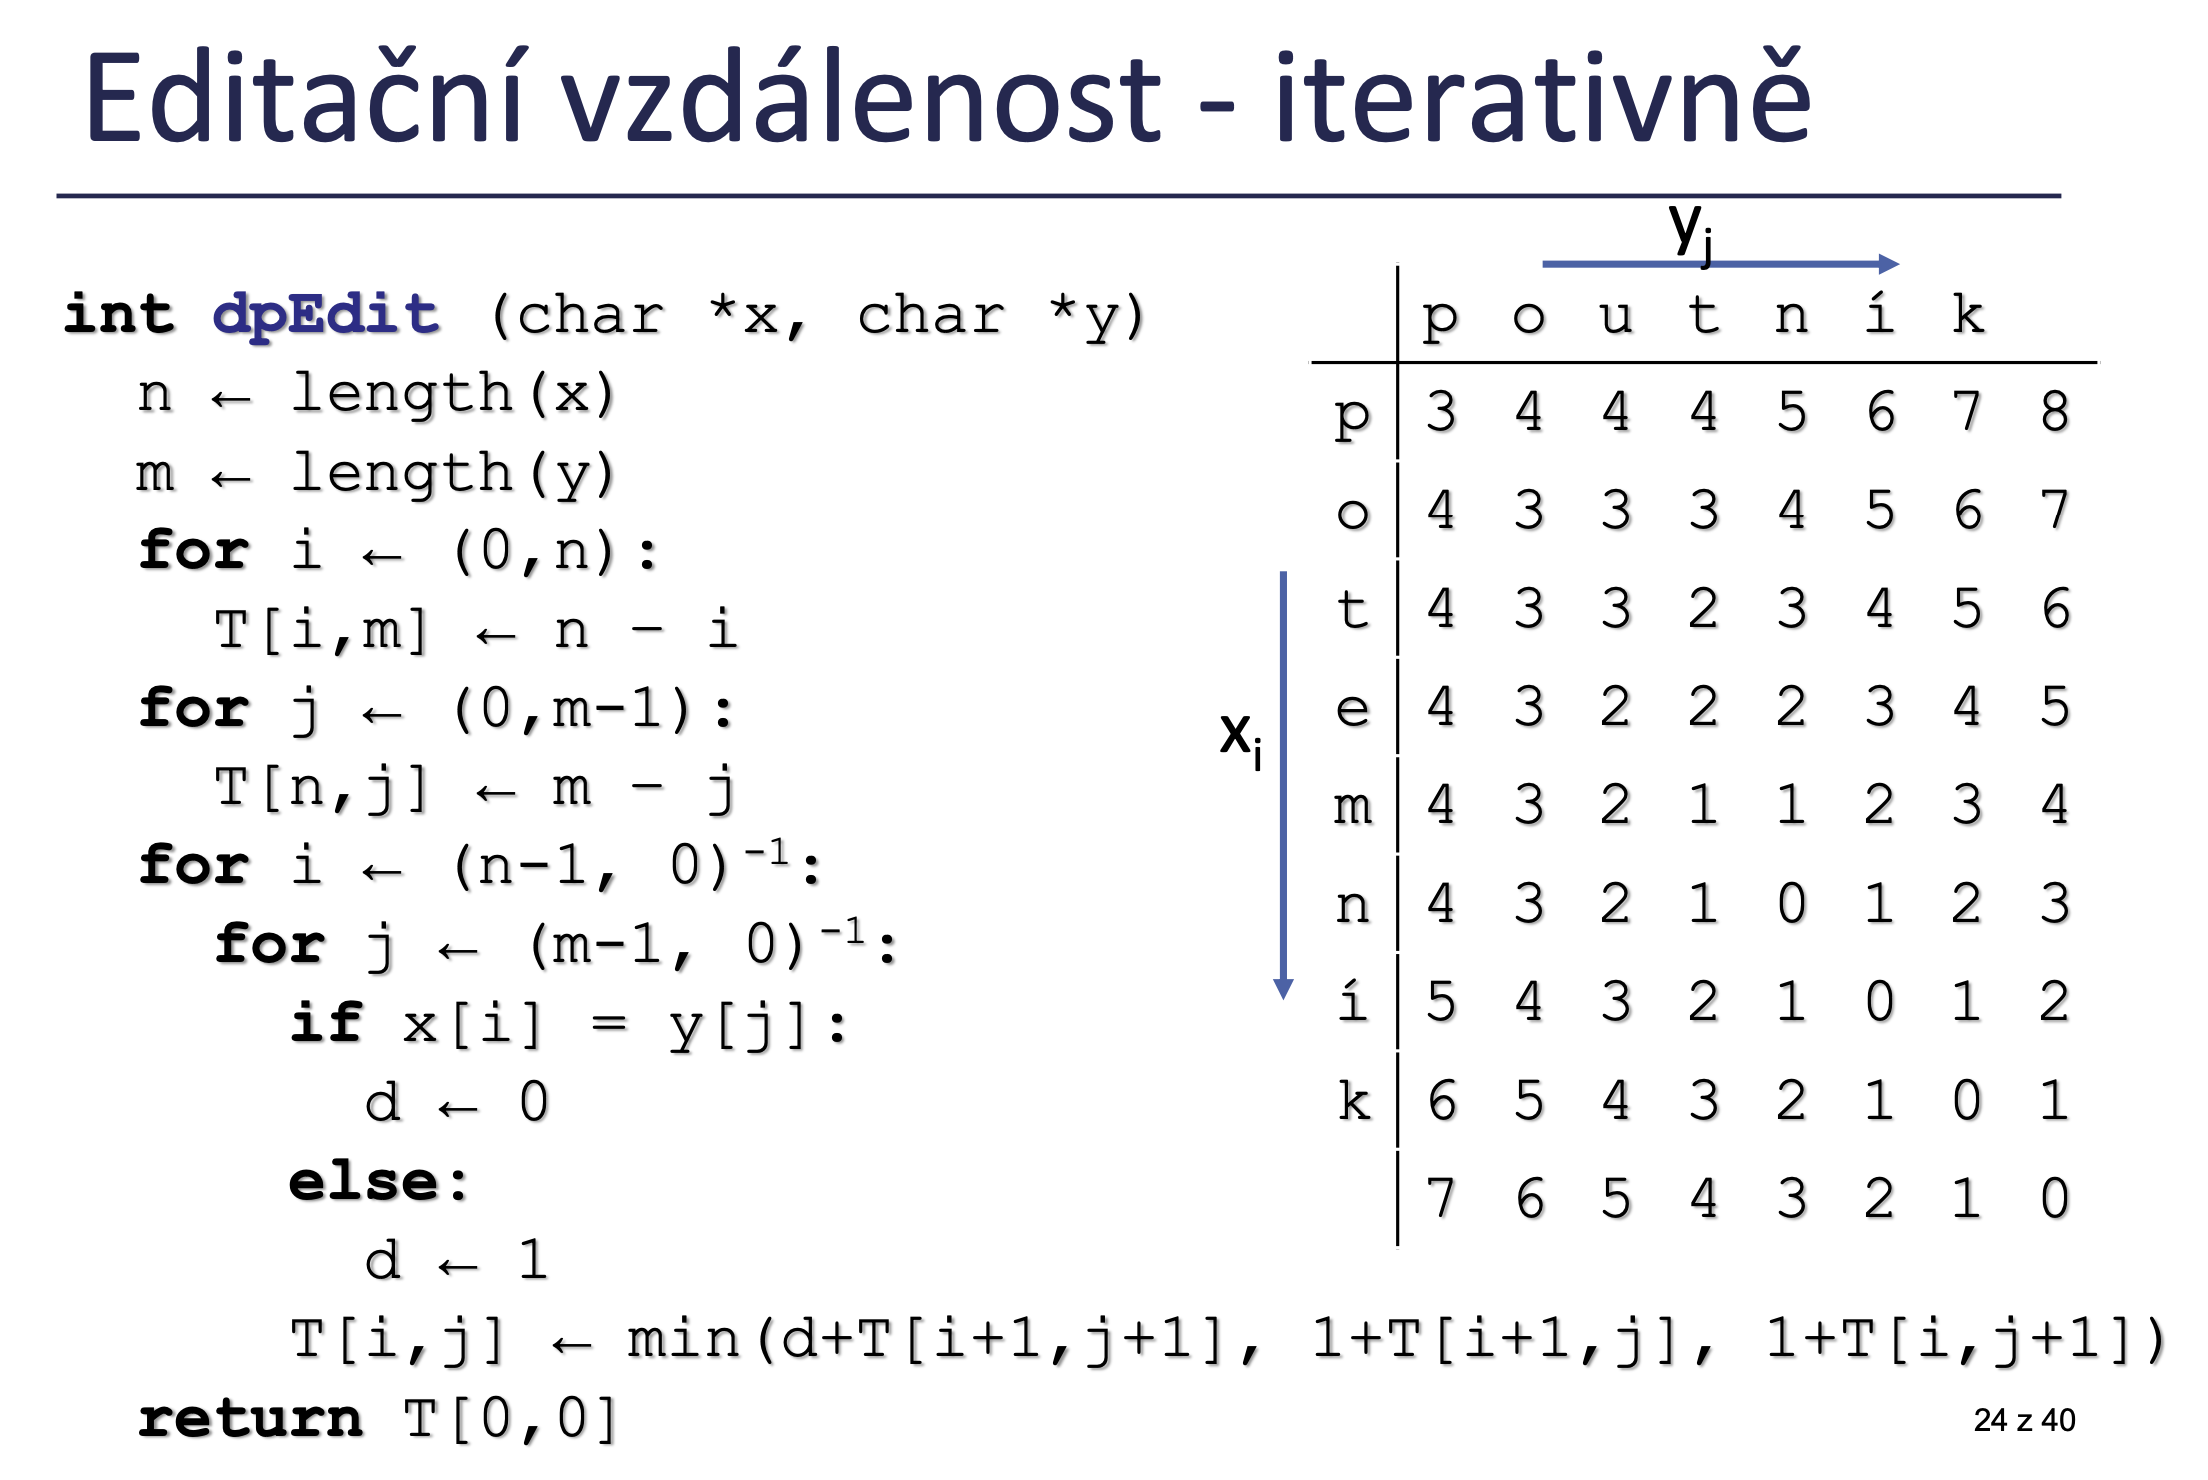 Editační vzdálenost - iterativně
int dpEdit (char *x, char *y)
n ← length(x)
m ← length(y)
for i ← (0,n):
T[i,m] ← n – i
for j ← (0,m-1):
T[n,j] ← m – j
for i ← (n-1, 0)⁻¹:
for j ← (m-1, 0)⁻¹:
if x[i] = y[j]:
d ← 0
else:
d ← 1
T[i,j] ← min(d+T[i+1,j+1], 1+T[i+1,j], 1+T[i,j+1])
return T[0,0]
yⱼ
p o u t n í k
p 3 4 4 4 5 6 7 8
o 4 3 3 3 4 5 6 7
t 4 3 3 2 3 4 5 6
e 4 3 2 2 2 3 4 5
m 4 3 2 1 1 2 3 4
n 4 3 2 1 0 1 2 3
í 5 4 3 2 1 0 1 2
k 6 5 4 3 2 1 0 1
7 6 5 4 3 2 1 0
xᵢ
24 z 40